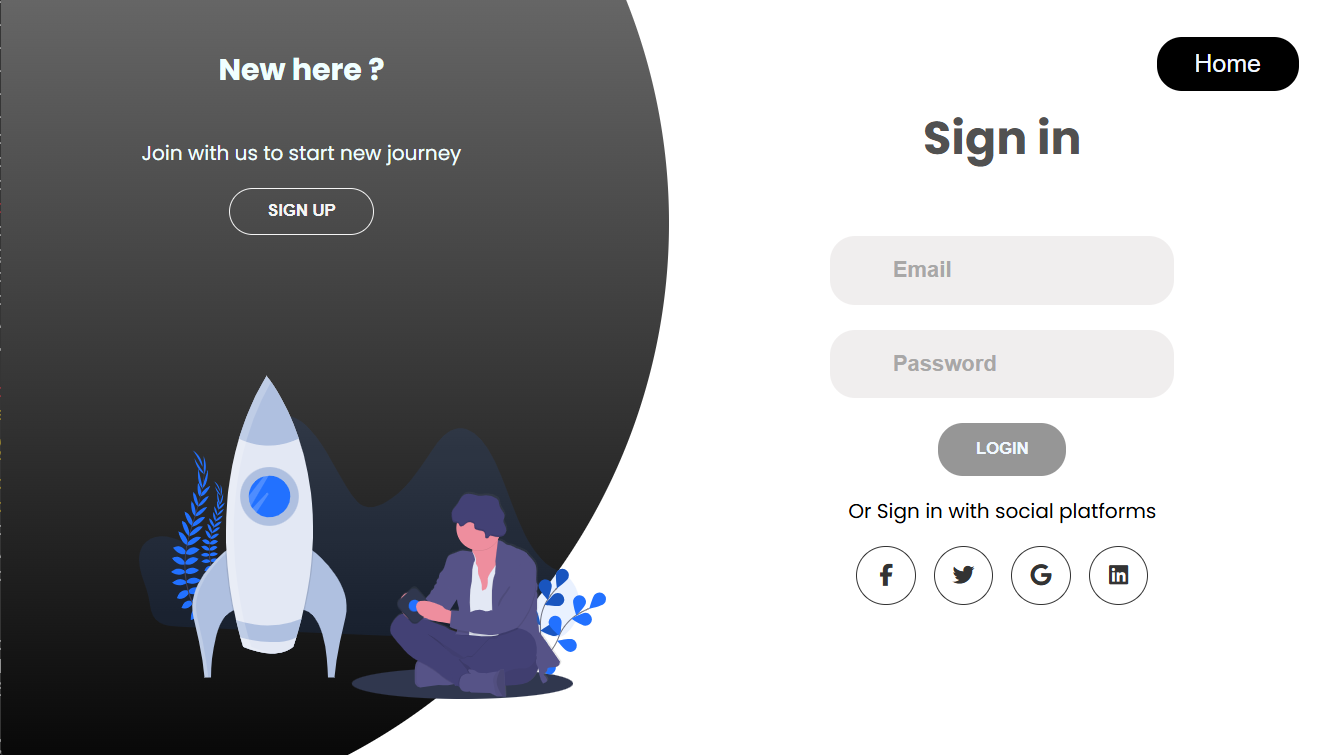 New here ?
Join with us to start new journey
SIGN UP
Home
Sign in
Email
Password
LOGIN
Or Sign in with social platforms